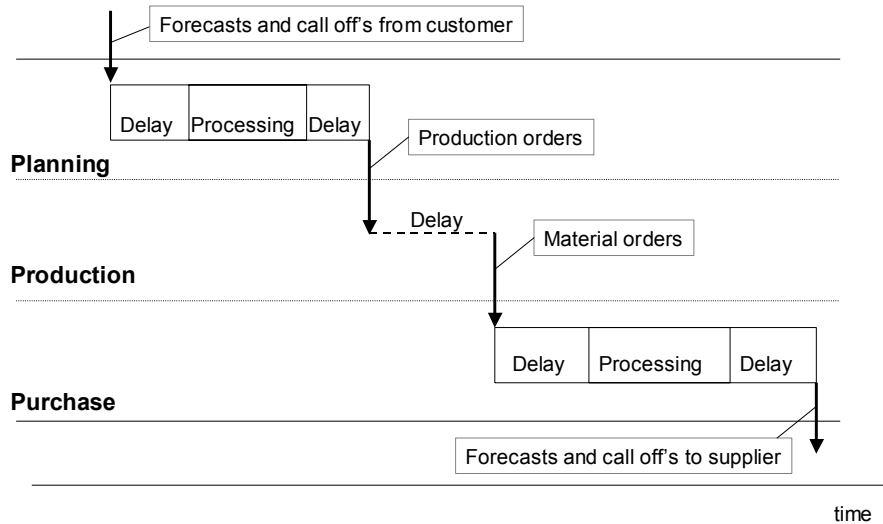 Forecasts and call off's from customer
Delay Processing Delay
Production orders
Planning
Delay
Material orders
Production
Delay Processing Delay
Purchase
Forecasts and call off's to supplier
time